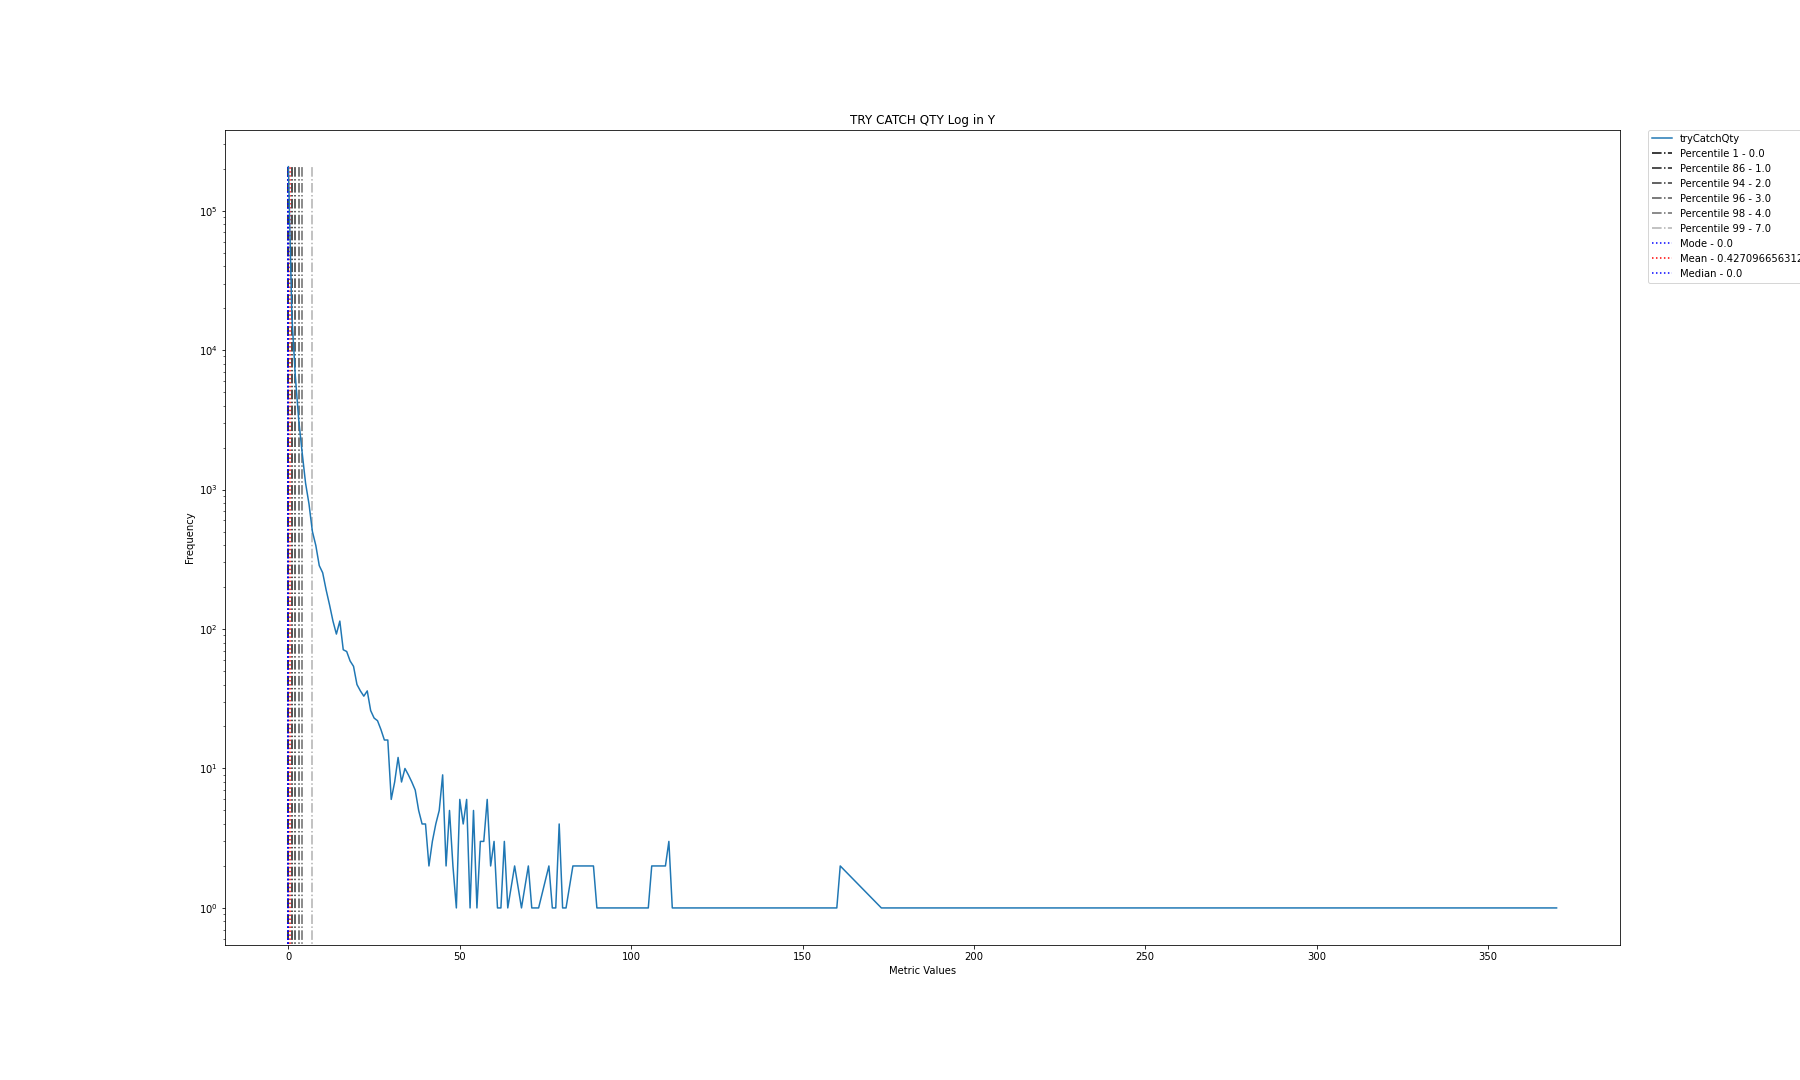 TRY CATCH QTY Log in Y
tryCatchQty
Percentile 1 - 0.0
Percentile 86 - 1.0
Percentile 94 - 2.0
Percentile 96 - 3.0
Percentile 98 - 4.0
Percentile 99 - 7.0
Mode - 0.0
Mean - 0.427096656312
Median - 0.0
Frequency
10⁵
10⁴
10³
10²
10¹
10⁰
0 50 100 150 200 250 300 350
Metric Values